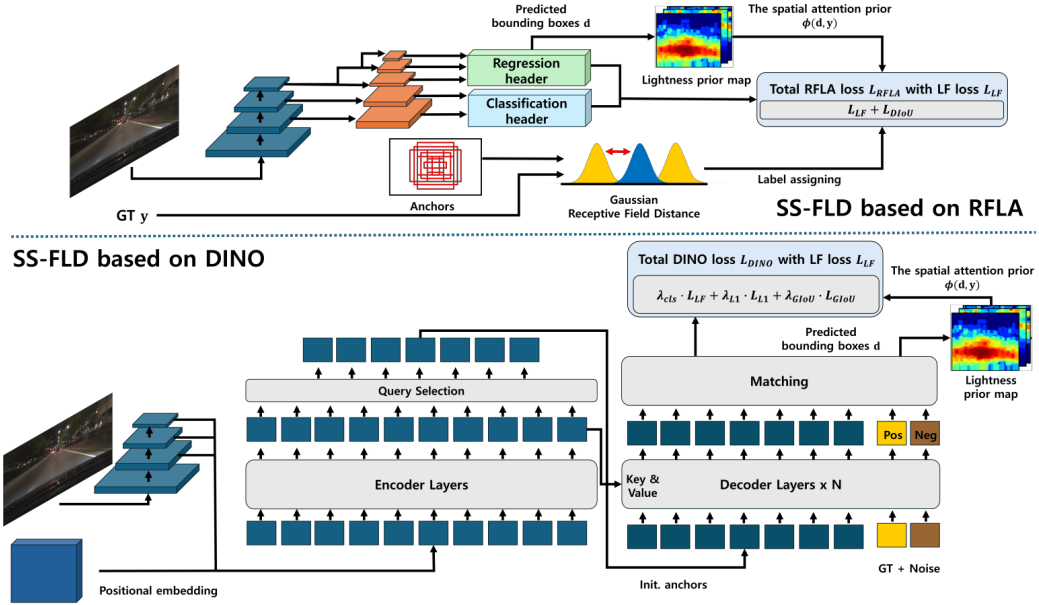 Predicted
bounding boxes d
The spatial attention prior
ϕ(d, y)
Regression
header
Lightness prior map
Total RFLA loss L_RFLA with LF loss L_LF
L_LF + L_DIoU
Classification
header
Anchors
Gaussian
Receptive Field Distance
Label assigning
GT y
SS-FLD based on RFLA
SS-FLD based on DINO
Total DINO loss L_DINO with LF loss L_LF
λ_cls · L_LF + λ_L1 · L_L1 + λ_GIoU · L_GIoU
The spatial attention prior
ϕ(d, y)
Predicted
bounding boxes d
Lightness
prior map
Matching
Query Selection
Pos
Neg
Encoder Layers
Key &
Value
Decoder Layers x N
GT + Noise
Positional embedding
Init. anchors